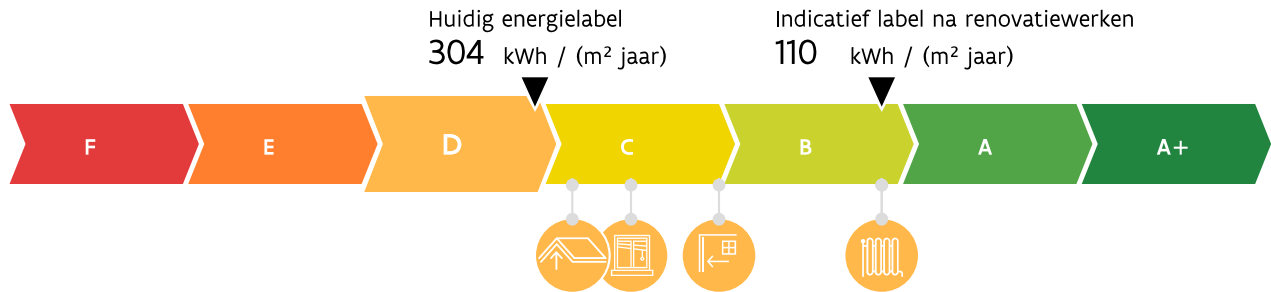 Huidig energielabel
304 kWh / (m² jaar)
Indicatief label na renovatiewerken
110 kWh / (m² jaar)
F E D C B A A+